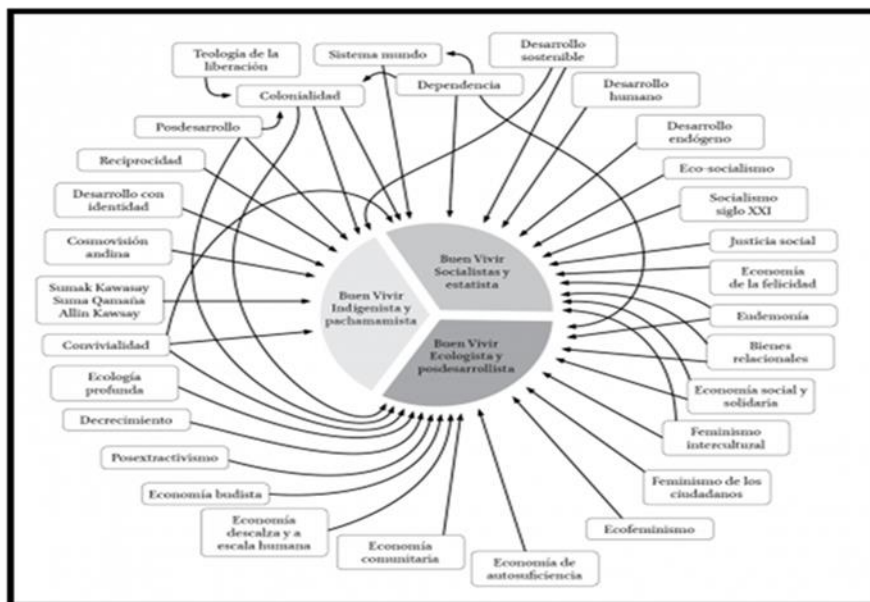 Teología de la
liberación
Sistema mundo
Desarrollo
sostenible
Colonialidad
Dependencia
Desarrollo
humano
Posdesarrollo
Desarrollo
endógeno
Reciprocidad
Eco-socialismo
Desarrollo con
identidad
Socialismo
siglo XXI
Cosmovisión
andina
Justicia social
Buen Vivir
Socialistas y
estatista
Economía
de la felicidad
Sumak Kawasay
Suma Qamaña
Allin Kawsay
Buen Vivir
Indigenista y
pachamamista
Eudemonía
Convivialidad
Buen Vivir
Ecologista y
posdesarrollista
Bienes
relacionales
Ecología
profunda
Economía social y
solidaria
Decrecimiento
Feminismo
intercultural
Posextractivismo
Economía budista
Feminismo de los
ciudadanos
Economía
descalza y a
escala humana
Ecofeminismo
Economía
comunitaria
Economía de
autosuficiencia